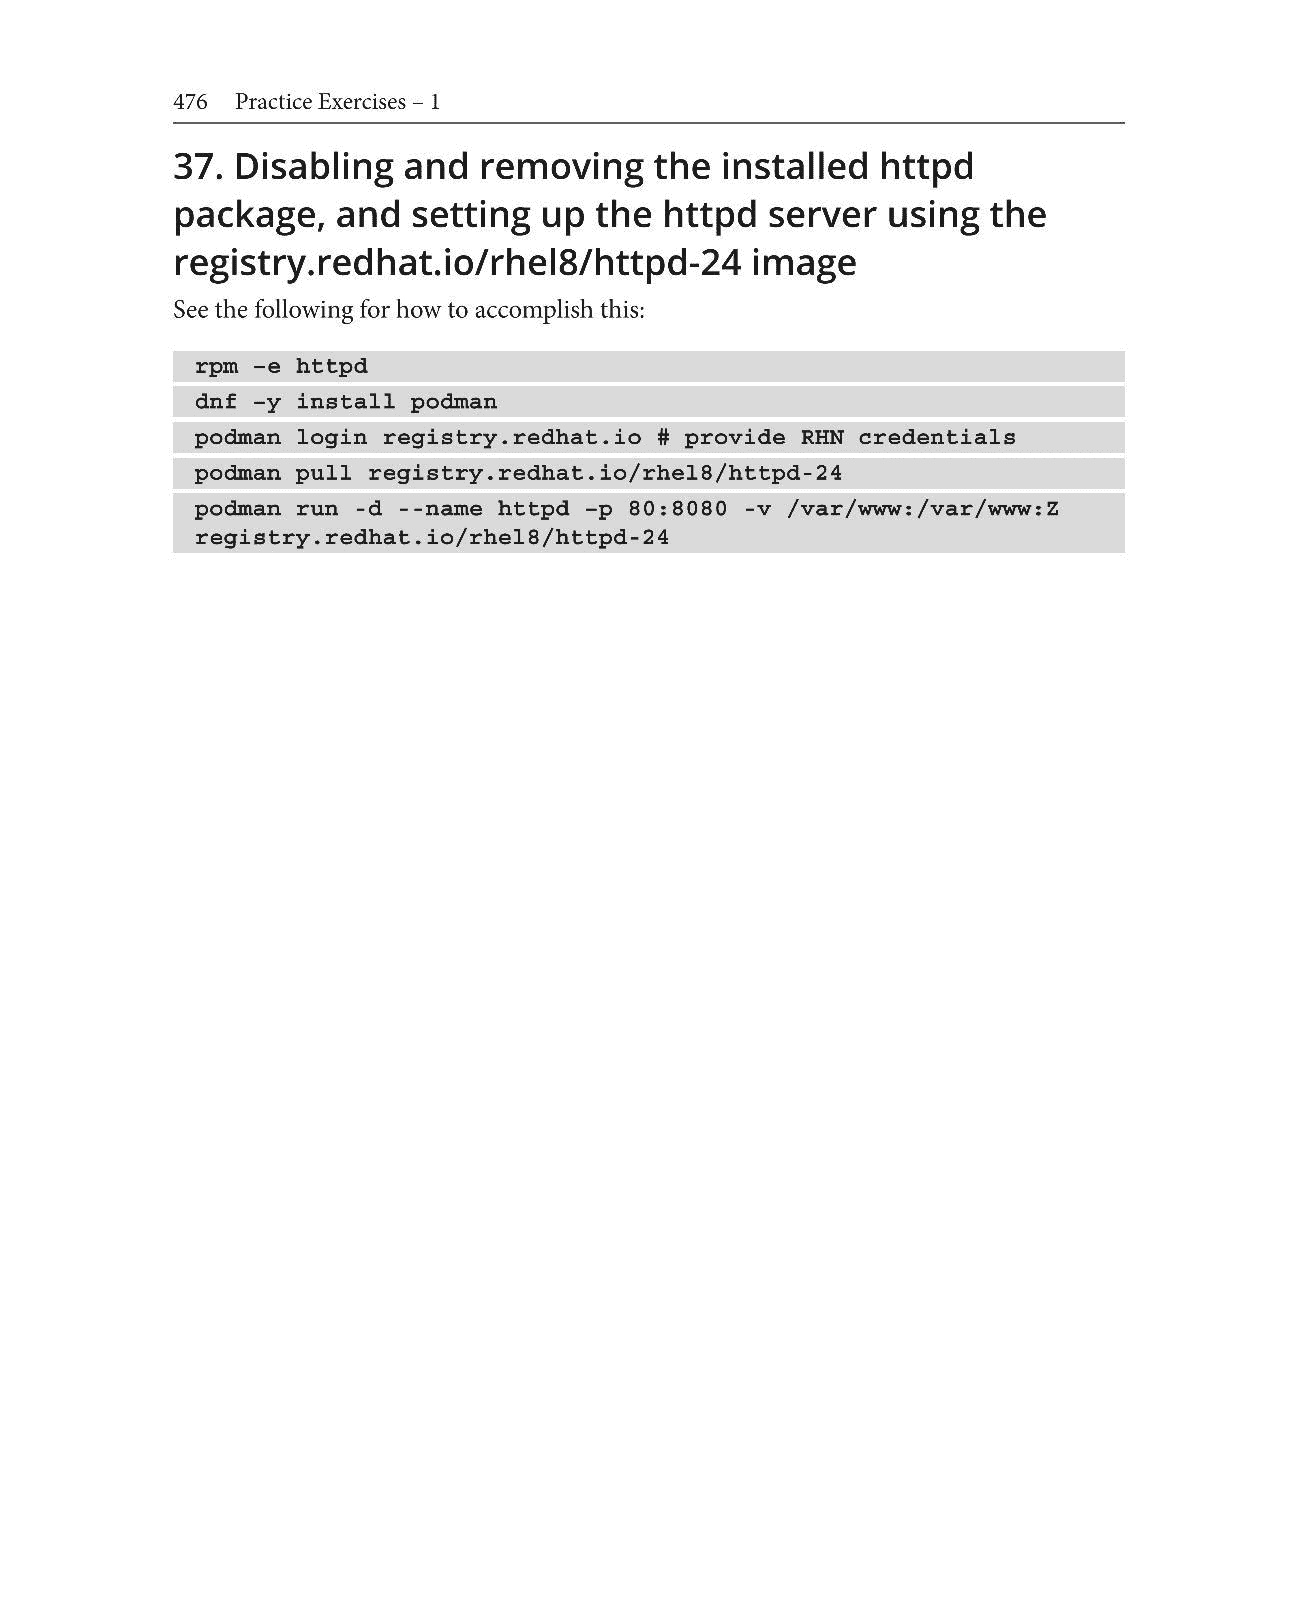 476 Practice Exercises – 1
37. Disabling and removing the installed httpd
package, and setting up the httpd server using the
registry.redhat.io/rhel8/httpd-24 image
See the following for how to accomplish this:
rpm –e httpd
dnf –y install podman
podman login registry.redhat.io # provide RHN credentials
podman pull registry.redhat.io/rhel8/httpd-24
podman run -d --name httpd –p 80:8080 -v /var/www:/var/www:Z
registry.redhat.io/rhel8/httpd-24